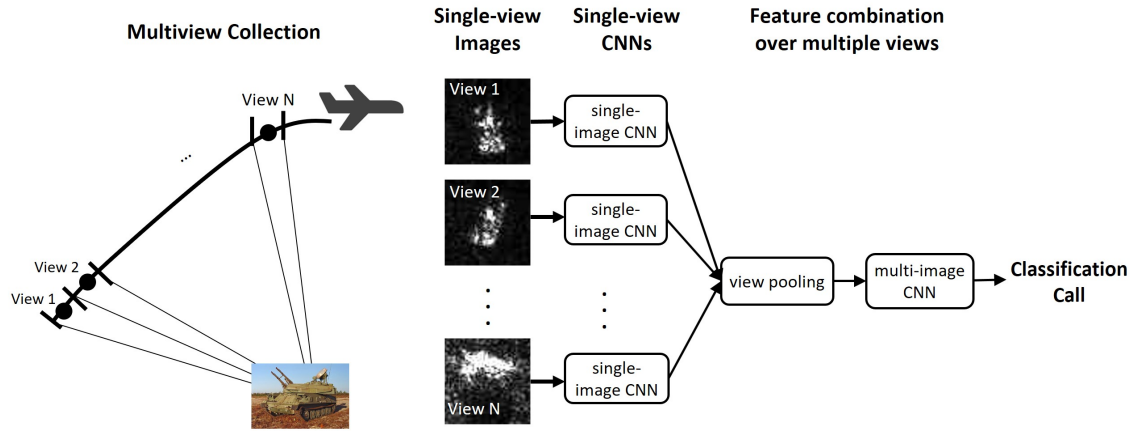 Multiview Collection
View N
...
View 2
View 1
Single-view
Images
View 1
View 2
View N
Single-view
CNNs
single-
image CNN
single-
image CNN
single-
image CNN
Feature combination
over multiple views
view pooling
multi-image
CNN
Classification
Call